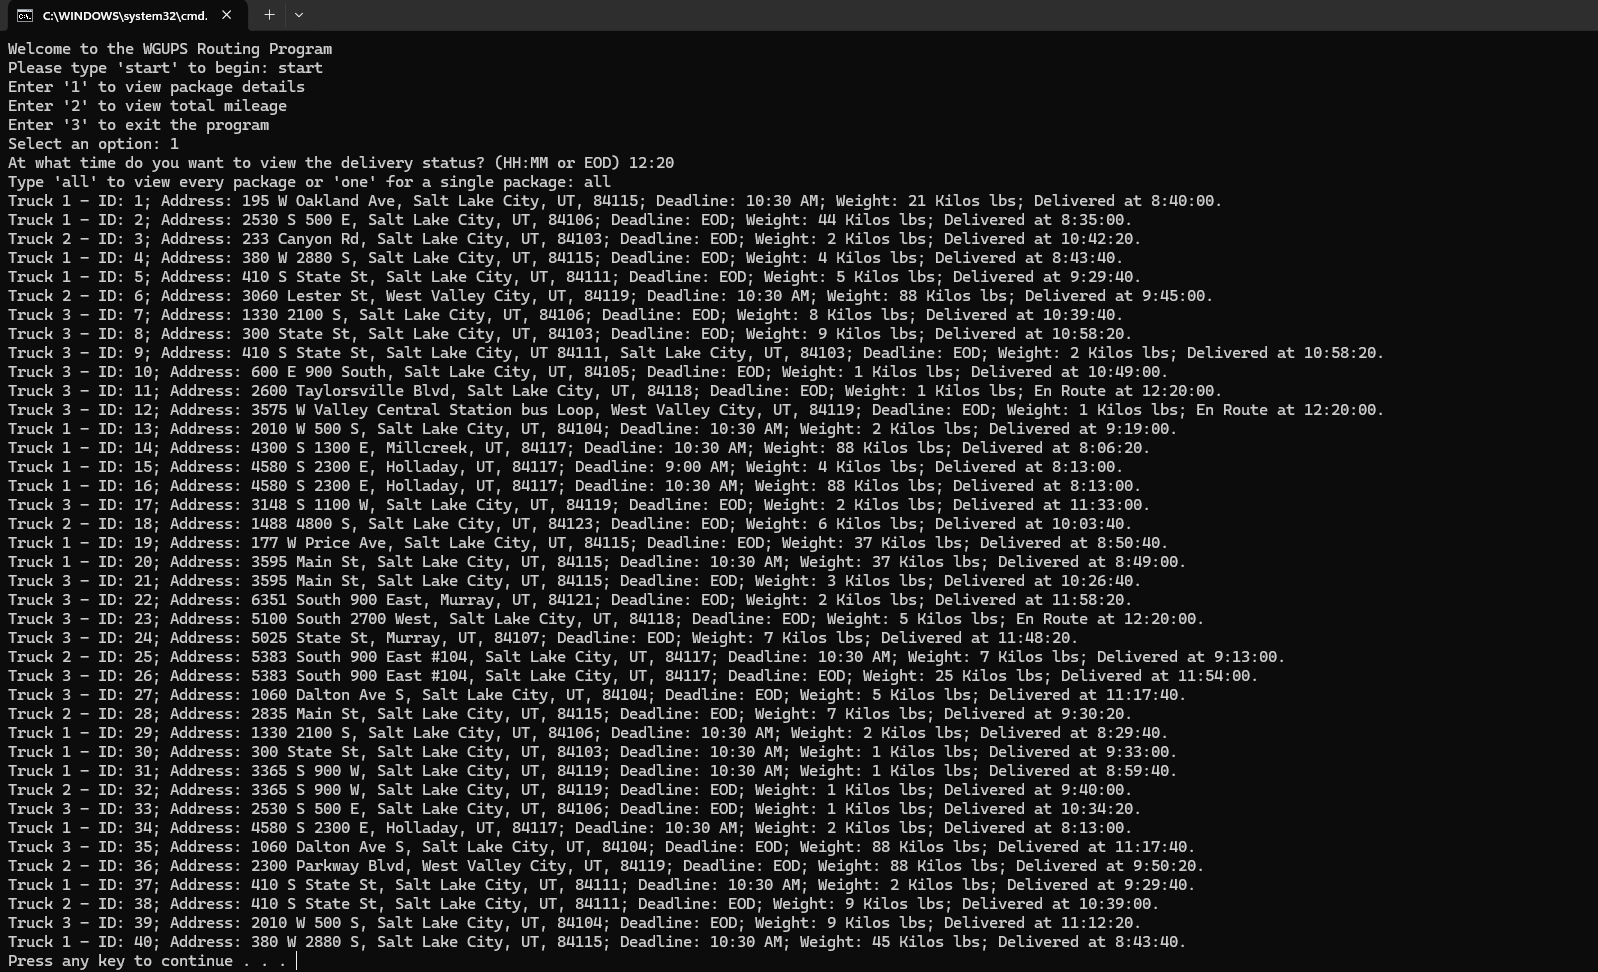 C:\WINDOWS\system32\cmd.
Welcome to the WGUPS Routing Program
Please type 'start' to begin: start
Enter '1' to view package details
Enter '2' to view total mileage
Enter '3' to exit the program
Select an option: 1
At what time do you want to view the delivery status? (HH:MM or EOD) 12:20
Type 'all' to view every package or 'one' for a single package: all
Truck 1 - ID: 1; Address: 195 W Oakland Ave, Salt Lake City, UT, 84115; Deadline: 10:30 AM; Weight: 21 Kilos lbs; Delivered at 8:40:00.
Truck 1 - ID: 2; Address: 2530 S 500 E, Salt Lake City, UT, 84106; Deadline: EOD; Weight: 44 Kilos lbs; Delivered at 8:35:00.
Truck 2 - ID: 3; Address: 233 Canyon Rd, Salt Lake City, UT, 84103; Deadline: EOD; Weight: 2 Kilos lbs; Delivered at 10:42:20.
Truck 1 - ID: 4; Address: 380 W 2880 S, Salt Lake City, UT, 84115; Deadline: EOD; Weight: 4 Kilos lbs; Delivered at 8:43:40.
Truck 1 - ID: 5; Address: 410 S State St, Salt Lake City, UT, 84111; Deadline: EOD; Weight: 5 Kilos lbs; Delivered at 9:29:40.
Truck 2 - ID: 6; Address: 3060 Lester St, West Valley City, UT, 84119; Deadline: 10:30 AM; Weight: 88 Kilos lbs; Delivered at 9:45:00.
Truck 3 - ID: 7; Address: 1330 2100 S, Salt Lake City, UT, 84106; Deadline: EOD; Weight: 8 Kilos lbs; Delivered at 10:39:40.
Truck 3 - ID: 8; Address: 300 State St, Salt Lake City, UT, 84103; Deadline: EOD; Weight: 9 Kilos lbs; Delivered at 10:58:20.
Truck 3 - ID: 9; Address: 410 S State St, Salt Lake City, UT 84111, Salt Lake City, UT, 84103; Deadline: EOD; Weight: 2 Kilos lbs; Delivered at 10:58:20.
Truck 3 - ID: 10; Address: 600 E 900 South, Salt Lake City, UT, 84105; Deadline: EOD; Weight: 1 Kilos lbs; Delivered at 10:49:00.
Truck 3 - ID: 11; Address: 2600 Taylorsville Blvd, Salt Lake City, UT, 84118; Deadline: EOD; Weight: 1 Kilos lbs; En Route at 12:20:00.
Truck 3 - ID: 12; Address: 3575 W Valley Central Station bus Loop, West Valley City, UT, 84119; Deadline: EOD; Weight: 1 Kilos lbs; En Route at 12:20:00.
Truck 1 - ID: 13; Address: 2010 W 500 S, Salt Lake City, UT, 84104; Deadline: 10:30 AM; Weight: 2 Kilos lbs; Delivered at 9:19:00.
Truck 1 - ID: 14; Address: 4300 S 1300 E, Millcreek, UT, 84117; Deadline: 10:30 AM; Weight: 88 Kilos lbs; Delivered at 8:06:20.
Truck 1 - ID: 15; Address: 4580 S 2300 E, Holladay, UT, 84117; Deadline: 9:00 AM; Weight: 4 Kilos lbs; Delivered at 8:13:00.
Truck 1 - ID: 16; Address: 4580 S 2300 E, Holladay, UT, 84117; Deadline: 10:30 AM; Weight: 88 Kilos lbs; Delivered at 8:13:00.
Truck 3 - ID: 17; Address: 3148 S 1100 W, Salt Lake City, UT, 84119; Deadline: EOD; Weight: 2 Kilos lbs; Delivered at 11:33:00.
Truck 2 - ID: 18; Address: 1488 4800 S, Salt Lake City, UT, 84123; Deadline: EOD; Weight: 6 Kilos lbs; Delivered at 10:03:40.
Truck 1 - ID: 19; Address: 177 W Price Ave, Salt Lake City, UT, 84115; Deadline: EOD; Weight: 37 Kilos lbs; Delivered at 8:50:40.
Truck 1 - ID: 20; Address: 3595 Main St, Salt Lake City, UT, 84115; Deadline: 10:30 AM; Weight: 37 Kilos lbs; Delivered at 8:49:00.
Truck 3 - ID: 21; Address: 3595 Main St, Salt Lake City, UT, 84115; Deadline: EOD; Weight: 3 Kilos lbs; Delivered at 10:26:40.
Truck 3 - ID: 22; Address: 6351 South 900 East, Murray, UT, 84121; Deadline: EOD; Weight: 2 Kilos lbs; Delivered at 11:58:20.
Truck 3 - ID: 23; Address: 5100 South 2700 West, Salt Lake City, UT, 84118; Deadline: EOD; Weight: 5 Kilos lbs; En Route at 12:20:00.
Truck 3 - ID: 24; Address: 5025 State St, Murray, UT, 84107; Deadline: EOD; Weight: 7 Kilos lbs; Delivered at 11:48:20.
Truck 2 - ID: 25; Address: 5383 South 900 East #104, Salt Lake City, UT, 84117; Deadline: 10:30 AM; Weight: 7 Kilos lbs; Delivered at 9:13:00.
Truck 3 - ID: 26; Address: 5383 South 900 East #104, Salt Lake City, UT, 84117; Deadline: EOD; Weight: 25 Kilos lbs; Delivered at 11:54:00.
Truck 3 - ID: 27; Address: 1060 Dalton Ave S, Salt Lake City, UT, 84104; Deadline: EOD; Weight: 5 Kilos lbs; Delivered at 11:17:40.
Truck 2 - ID: 28; Address: 2835 Main St, Salt Lake City, UT, 84115; Deadline: EOD; Weight: 7 Kilos lbs; Delivered at 9:30:20.
Truck 1 - ID: 29; Address: 1330 2100 S, Salt Lake City, UT, 84106; Deadline: 10:30 AM; Weight: 2 Kilos lbs; Delivered at 8:29:40.
Truck 1 - ID: 30; Address: 300 State St, Salt Lake City, UT, 84103; Deadline: 10:30 AM; Weight: 1 Kilos lbs; Delivered at 9:33:00.
Truck 1 - ID: 31; Address: 3365 S 900 W, Salt Lake City, UT, 84119; Deadline: 10:30 AM; Weight: 1 Kilos lbs; Delivered at 8:59:40.
Truck 2 - ID: 32; Address: 3365 S 900 W, Salt Lake City, UT, 84119; Deadline: EOD; Weight: 1 Kilos lbs; Delivered at 9:40:00.
Truck 3 - ID: 33; Address: 2530 S 500 E, Salt Lake City, UT, 84106; Deadline: EOD; Weight: 1 Kilos lbs; Delivered at 10:34:20.
Truck 1 - ID: 34; Address: 4580 S 2300 E, Holladay, UT, 84117; Deadline: 10:30 AM; Weight: 2 Kilos lbs; Delivered at 8:13:00.
Truck 3 - ID: 35; Address: 1060 Dalton Ave S, Salt Lake City, UT, 84104; Deadline: EOD; Weight: 88 Kilos lbs; Delivered at 11:17:40.
Truck 2 - ID: 36; Address: 2300 Parkway Blvd, West Valley City, UT, 84119; Deadline: EOD; Weight: 88 Kilos lbs; Delivered at 9:50:20.
Truck 1 - ID: 37; Address: 410 S State St, Salt Lake City, UT, 84111; Deadline: 10:30 AM; Weight: 2 Kilos lbs; Delivered at 9:29:40.
Truck 2 - ID: 38; Address: 410 S State St, Salt Lake City, UT, 84111; Deadline: EOD; Weight: 9 Kilos lbs; Delivered at 10:39:00.
Truck 3 - ID: 39; Address: 2010 W 500 S, Salt Lake City, UT, 84104; Deadline: EOD; Weight: 9 Kilos lbs; Delivered at 11:12:20.
Truck 1 - ID: 40; Address: 380 W 2880 S, Salt Lake City, UT, 84115; Deadline: 10:30 AM; Weight: 45 Kilos lbs; Delivered at 8:43:40.
Press any key to continue . . .